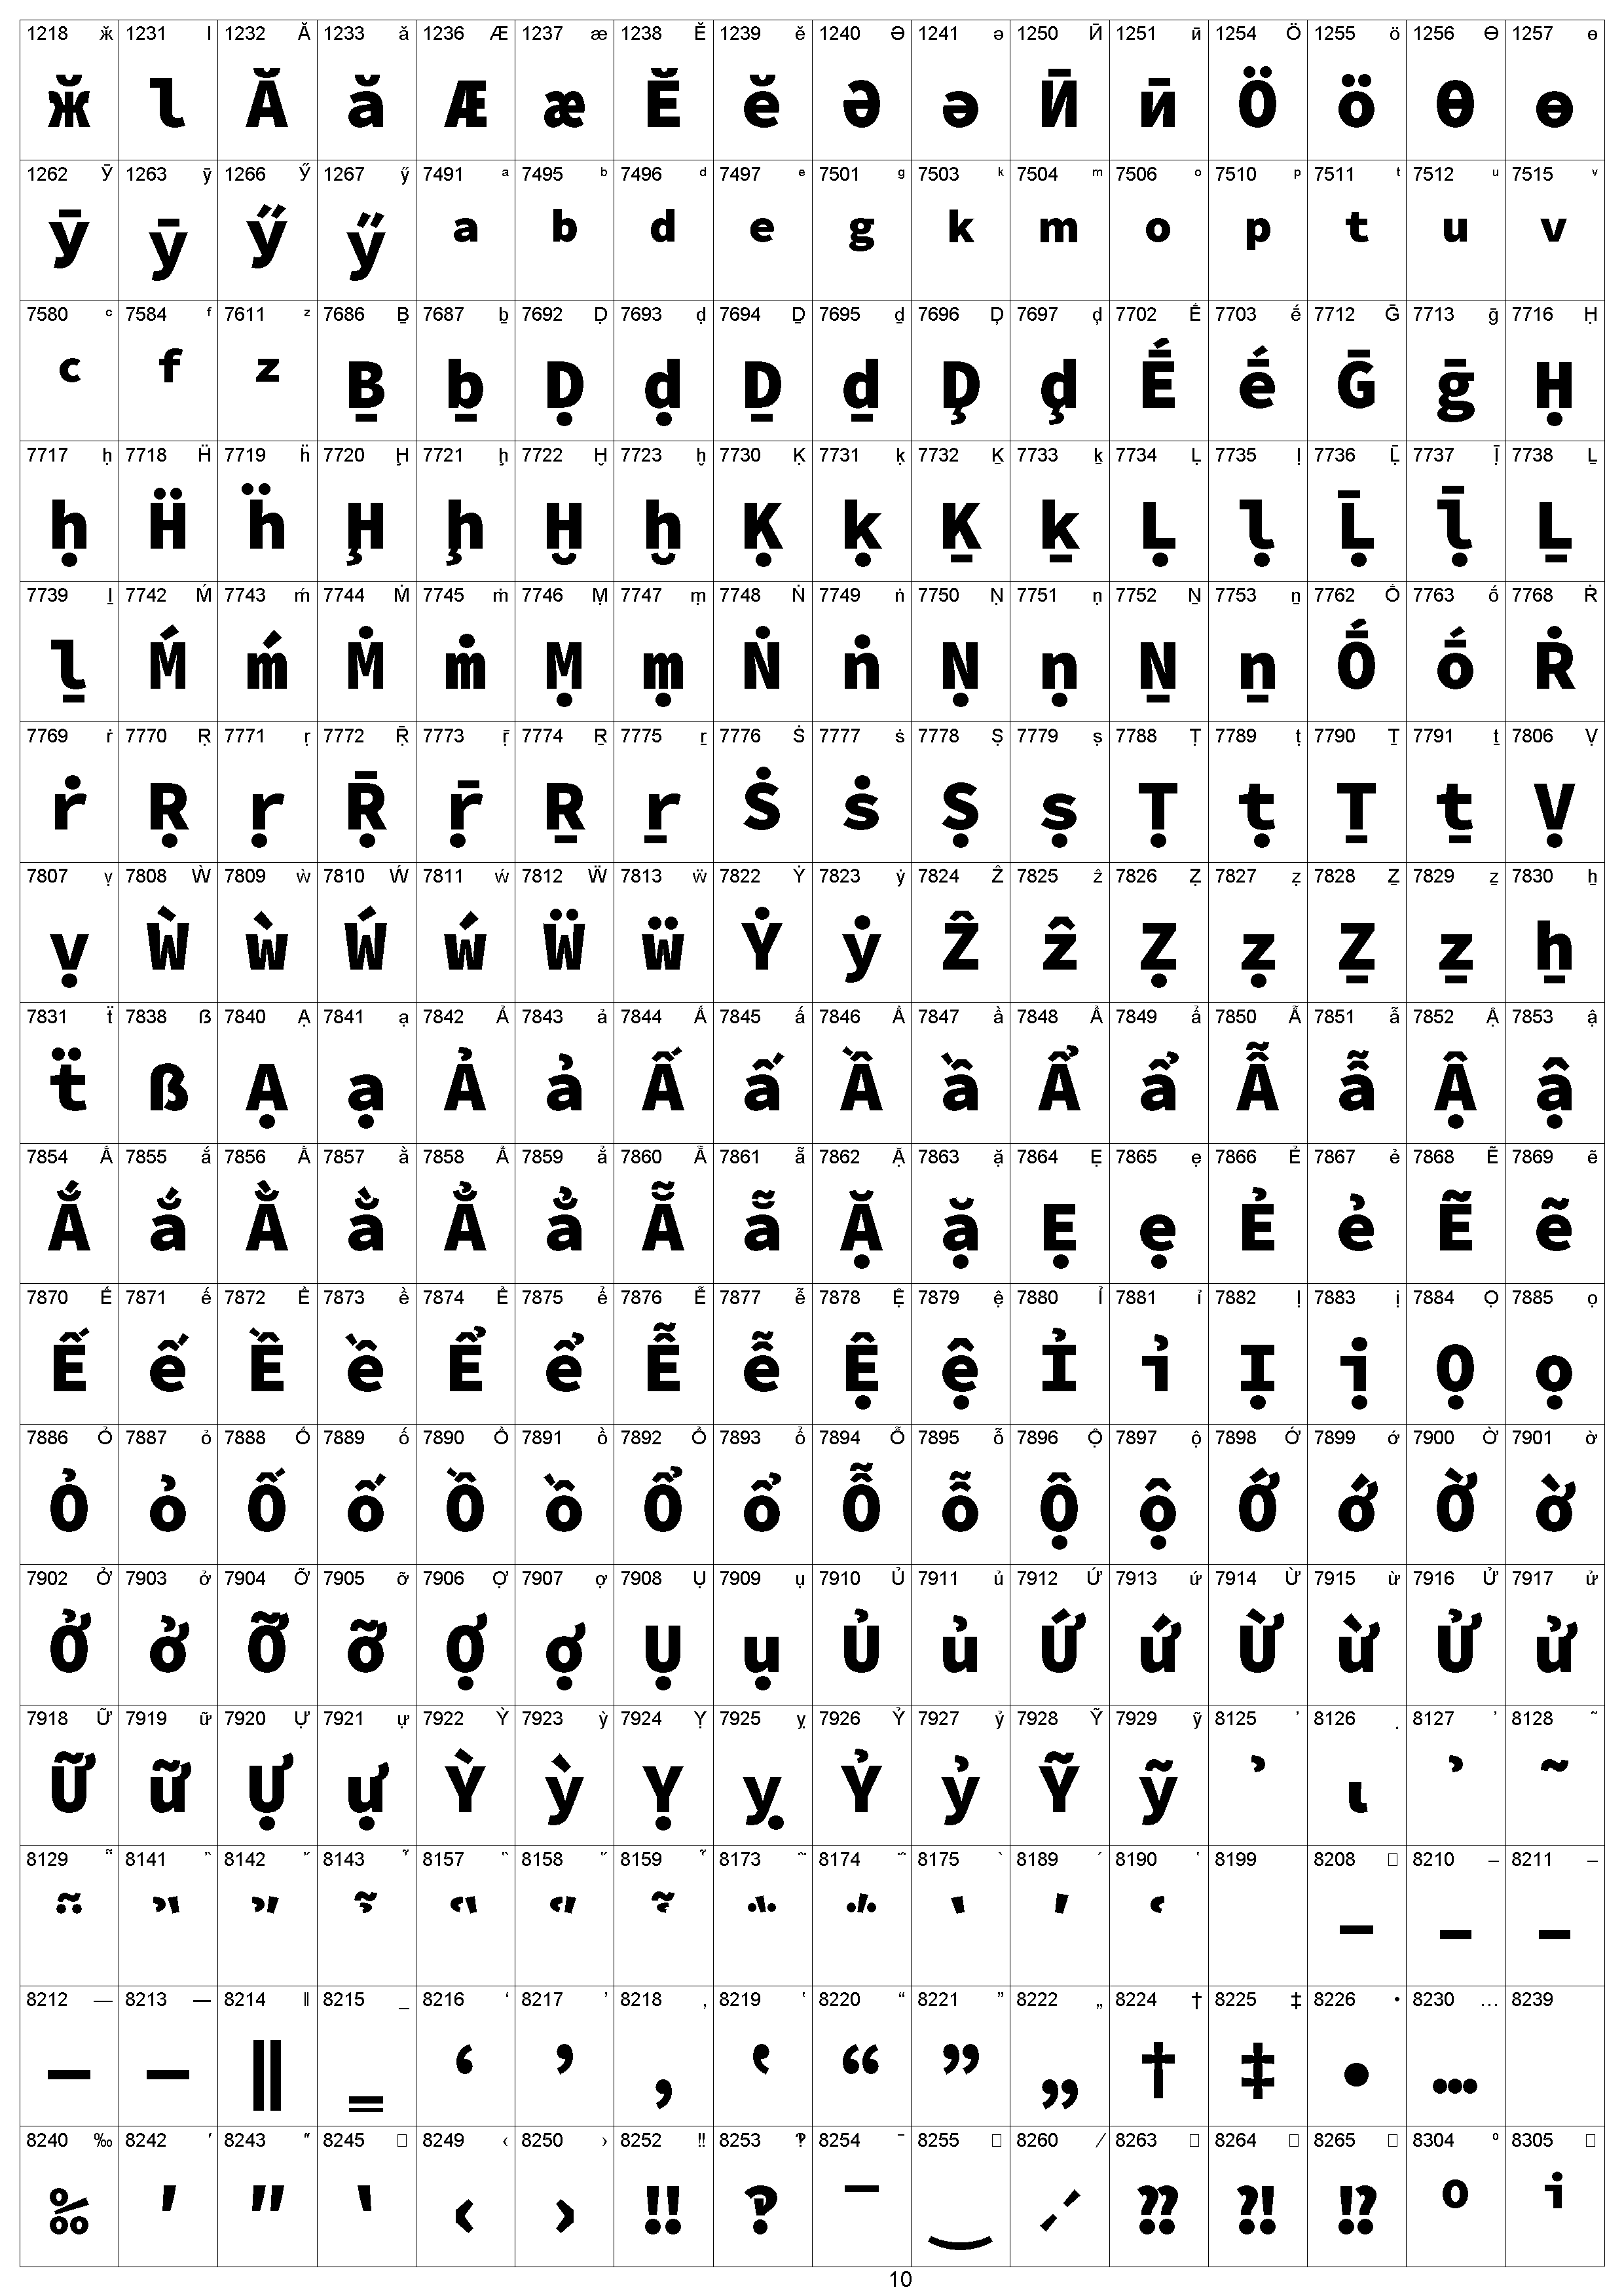 1218 ӂ 1231 І 1232 Ӑ 1233 ӑ 1236 Ӕ 1237 ӕ 1238 Ӗ 1239 ӗ 1240 Ә 1241 ә 1250 Ӣ 1251 ӣ 1254 Ӧ 1255 ӧ 1256 Ө 1257 ө
ӂ l Ӑ ӑ Ӕ ӕ Ӗ ӗ Ә ә Ӣ ӣ Ӧ ӧ Ө ө
1262 Ӯ 1263 ӯ 1266 Ӳ 1267 ӳ 7491 ᵃ 7495 ᵇ 7496 ᵈ 7497 ᵉ 7501 ᵍ 7503 ᵏ 7504 ᵐ 7506 ᵒ 7510 ᵖ 7511 ᵗ 7512 ᵘ 7515 ᵛ
Ӯ ӯ Ӳ ӳ ᵃ ᵇ ᵈ ᵉ ᵍ ᵏ ᵐ ᵒ ᵖ ᵗ ᵘ ᵛ
7580 ᶜ 7584 ᶠ 7611 ᶻ 7686 Ḇ 7687 ḇ 7692 Ḍ 7693 ḍ 7694 Ḏ 7695 ḏ 7696 Ḑ 7697 ḑ 7702 Ḗ 7703 ḗ 7712 Ḡ 7713 ḡ 7716 Ḥ
ᶜ ᶠ ᶻ Ḇ ḇ Ḍ ḍ Ḏ ḏ Ḑ ḑ Ḗ ḗ Ḡ ḡ Ḥ
7717 ḥ 7718 Ḧ 7719 ḧ 7720 Ḩ 7721 ḩ 7722 Ḫ 7723 ḫ 7730 Ḳ 7731 ḳ 7732 Ḵ 7733 ḵ 7734 Ḷ 7735 ḷ 7736 Ḹ 7737 ḹ 7738 Ḻ
ḥ Ḧ ḧ Ḩ ḩ Ḫ ḫ Ḳ ḳ Ḵ ḵ Ḷ ḷ Ḹ ḹ Ḻ
7739 ḻ 7742 Ḿ 7743 ḿ 7744 Ṁ 7745 ṁ 7746 Ṃ 7747 ṃ 7748 Ṅ 7749 ṅ 7750 Ṇ 7751 ṇ 7752 Ṉ 7753 ṉ 7762 Ṓ 7763 ṓ 7768 Ṙ
ḻ Ḿ ḿ Ṁ ṁ Ṃ ṃ Ṅ ṅ Ṇ ṇ Ṉ ṉ Ṓ ṓ Ṙ
7769 ṙ 7770 Ṛ 7771 ṛ 7772 Ṝ 7773 ṝ 7774 Ṟ 7775 ṟ 7776 Ṡ 7777 ṡ 7778 Ṣ 7779 ṣ 7788 Ṭ 7789 ṭ 7790 Ṯ 7791 ṯ 7806 Ṿ
ṙ Ṛ ṛ Ṝ ṝ Ṟ ṟ Ṡ ṡ Ṣ ṣ Ṭ ṭ Ṯ ṯ Ṿ
7807 ṿ 7808 Ẁ 7809 ẁ 7810 Ẃ 7811 ẃ 7812 Ẅ 7813 ẅ 7822 Ẏ 7823 ẏ 7824 Ẑ 7825 ẑ 7826 Ẓ 7827 ẓ 7828 Ẕ 7829 ẕ 7830 ẖ
ṿ Ẁ ẁ Ẃ ẃ Ẅ ẅ Ẏ ẏ Ẑ ẑ Ẓ ẓ Ẕ ẕ ẖ
7831 ẗ 7838 ẞ 7840 Ạ 7841 ạ 7842 Ả 7843 ả 7844 Ấ 7845 ấ 7846 Ầ 7847 ầ 7848 Ẩ 7849 ẩ 7850 Ẫ 7851 ẫ 7852 Ậ 7853 ậ
ẗ ẞ Ạ ạ Ả ả Ấ ấ Ầ ầ Ẩ ẩ Ẫ ẫ Ậ ậ
7854 Ắ 7855 ắ 7856 Ằ 7857 ằ 7858 Ẳ 7859 ẳ 7860 Ẵ 7861 ẵ 7862 Ặ 7863 ặ 7864 Ẹ 7865 ẹ 7866 Ẻ 7867 ẻ 7868 Ẽ 7869 ẽ
Ắ ắ Ằ ằ Ẳ ẳ Ẵ ẵ Ặ ặ Ẹ ẹ Ẻ ẻ Ẽ ẽ
7870 Ế 7871 ế 7872 Ề 7873 ề 7874 Ể 7875 ể 7876 Ễ 7877 ễ 7878 Ệ 7879 ệ 7880 Ỉ 7881 ỉ 7882 Ị 7883 ị 7884 Ọ 7885 ọ
Ế ế Ề ề Ể ể Ễ ễ Ệ ệ Ỉ ỉ Ị ị Ọ ọ
7886 Ỏ 7887 ỏ 7888 Ố 7889 ố 7890 Ồ 7891 ồ 7892 Ổ 7893 ổ 7894 Ỗ 7895 ỗ 7896 Ộ 7897 ộ 7898 Ớ 7899 ớ 7900 Ờ 7901 ờ
Ỏ ỏ Ố ố Ồ ồ Ổ ổ Ỗ ỗ Ộ ộ Ớ ớ Ờ ờ
7902 Ở 7903 ở 7904 Ỡ 7905 ỡ 7906 Ợ 7907 ợ 7908 Ụ 7909 ụ 7910 Ủ 7911 ủ 7912 Ứ 7913 ứ 7914 Ừ 7915 ừ 7916 Ử 7917 ử
Ở ở Ỡ ỡ Ợ ợ Ụ ụ Ủ ủ Ứ ứ Ừ ừ Ử ử
7918 Ữ 7919 ữ 7920 Ự 7921 ự 7922 Ỳ 7923 ỳ 7924 Ỵ 7925 ỵ 7926 Ỷ 7927 ỷ 7928 Ỹ 7929 ỹ 8125 ᾽ 8126 ι 8127 ᾿ 8128 ῀
Ữ ữ Ự ự Ỳ ỳ Ỵ ỵ Ỷ ỷ Ỹ ỹ ᾽ ι ᾿ ῀
8129 ῁ 8141 ῍ 8142 ῎ 8143 ῏ 8157 ῝ 8158 ῞ 8159 ῟ 8173 ῭ 8174 ΅ 8175 ` 8189 ´ 8190 ῾ 8199 8208 □ 8210 ‒ 8211 –
῁ ῍ ῎ ῏ ῝ ῞ ῟ ῭ ΅ ` ´ ῾ ‐ ‒ –
8212 — 8213 ― 8214 ‖ 8215 ‗ 8216 ‘ 8217 ’ 8218 ‚ 8219 ‛ 8220 “ 8221 ” 8222 „ 8224 † 8225 ‡ 8226 • 8230 … 8239
— ― ‖ ‗ ‘ ’ ‚ ‛ “ ” „ † ‡ • …
8240 ‰ 8242 ′ 8243 ″ 8245 □ 8249 ‹ 8250 › 8252 ‼ 8253 ‽ 8254 ‾ 8255 □ 8260 ⁄ 8263 □ 8264 □ 8265 □ 8304 ⁰ 8305 □
‰ ′ ″ ‵ ‹ › ‼ ‽ ‾ ‿ ⁄ ⁇ ⁈ ⁉ ⁰ ⁱ
10